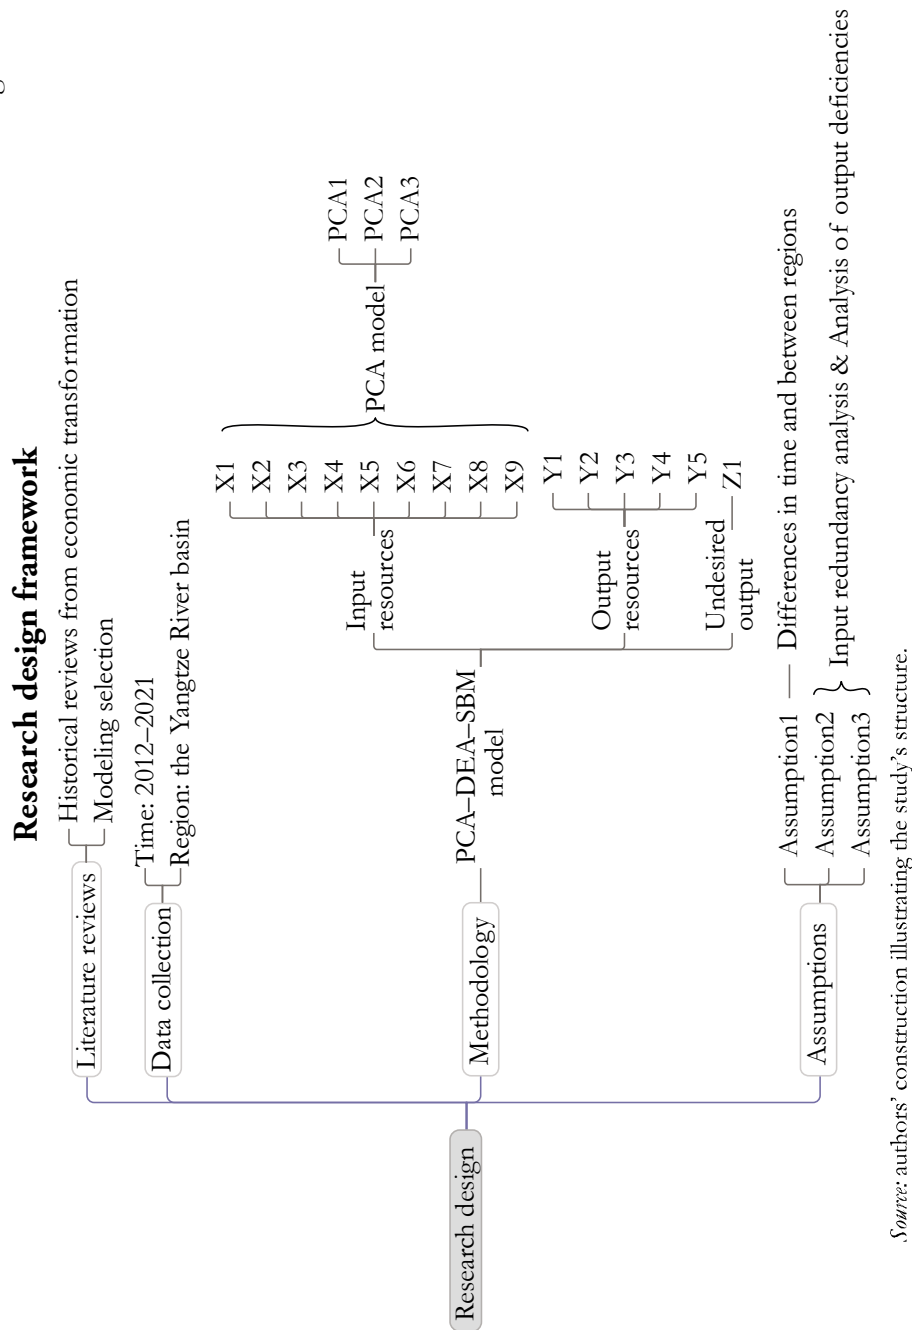 Research design framework
Research design
Literature reviews
Historical reviews from economic transformation
Modeling selection
Data collection
Time: 2012–2021
Region: the Yangtze River basin
Methodology
PCA–DEA–SBM
model
Input
resources
X1
X2
X3
X4
X5
X6
X7
X8
X9
PCA model
PCA1
PCA2
PCA3
Output
resources
Y1
Y2
Y3
Y4
Y5
Undesired
output
Z1
Assumptions
Assumption1
Differences in time and between regions
Assumption2
Assumption3
Input redundancy analysis & Analysis of output deficiencies
Source: authors’ construction illustrating the study’s structure.